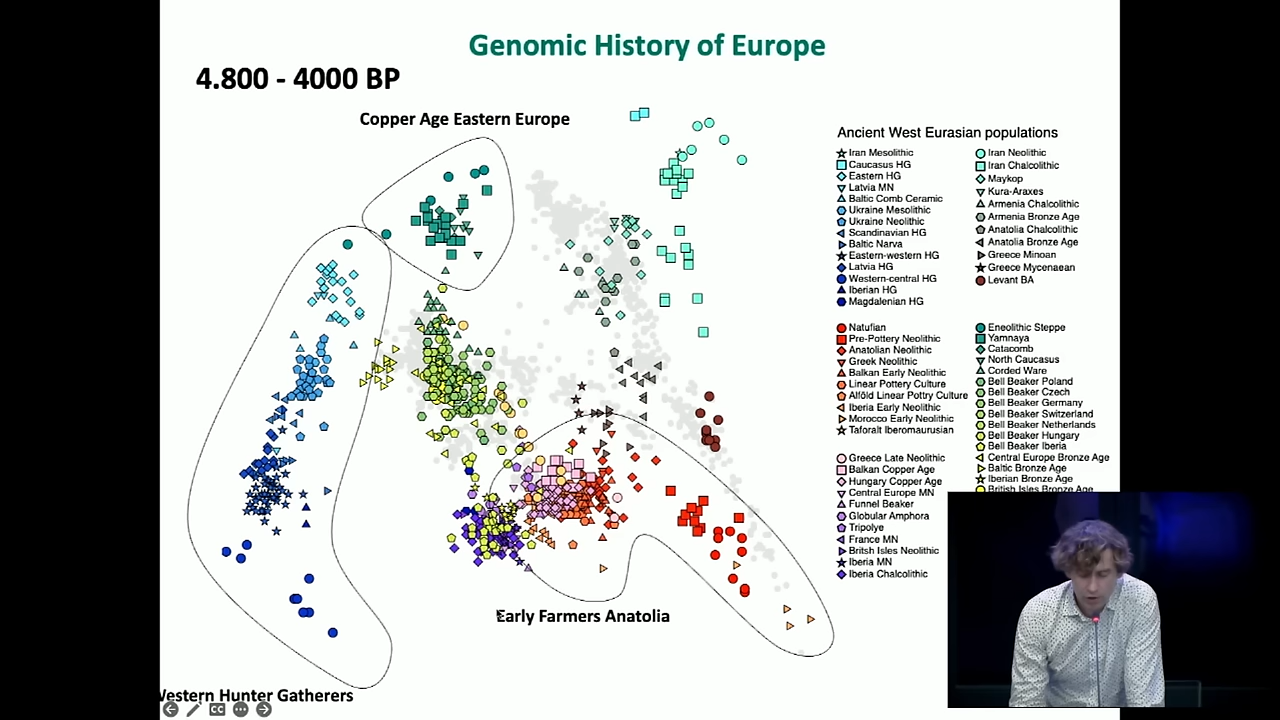 Genomic History of Europe
4.800 - 4000 BP
Copper Age Eastern Europe
Early Farmers Anatolia
Western Hunter Gatherers
Ancient West Eurasian populations
Iran Mesolithic
Caucasus HG
Eastern HG
Latvia MN
Baltic Comb Ceramic
Ukraine Mesolithic
Ukraine Neolithic
Scandinavian HG
Baltic Narva
Eastern-western HG
Latvia HG
Western-central HG
Iberian HG
Magdalenian HG
Iran Neolithic
Iran Chalcolithic
Maykop
Kura-Araxes
Armenia Chalcolithic
Armenia Bronze Age
Anatolia Chalcolithic
Anatolia Bronze Age
Greek Minoan
Greek Mycenaean
Levant BA
Natufian
Pre-Pottery Neolithic
Anatolian Neolithic
Greek Neolithic
Balkan Early Neolithic
Linear Pottery Culture
Alföld Linear Pottry Culture
Iberia Early Neolithic
Morocco Early Neolithic
Taforalt Iberomaurusian
Greece Late Neolithic
Balkan Copper Age
Hungary Copper Age
Central Europe MN
Funnel Beaker
Globular Amphora
Tripolye
France MN
Britsh Isles Neolithic
Iberia MN
Iberia Chalcolithic
Eneolithic Steppe
Yamnaya
Catacomb
North Caucasus
Corded Ware
Bell Beaker Poland
Bell Beaker Czech
Bell Beaker Germany
Bell Beaker Switzerland
Bell Beaker Netherlands
Bell Beaker Hungary
Bell Beaker Iberia
Central Europe Bronze Age
Baltic Bronze Age
Iberian Bronze Age
British Isles Bronze Age
CC